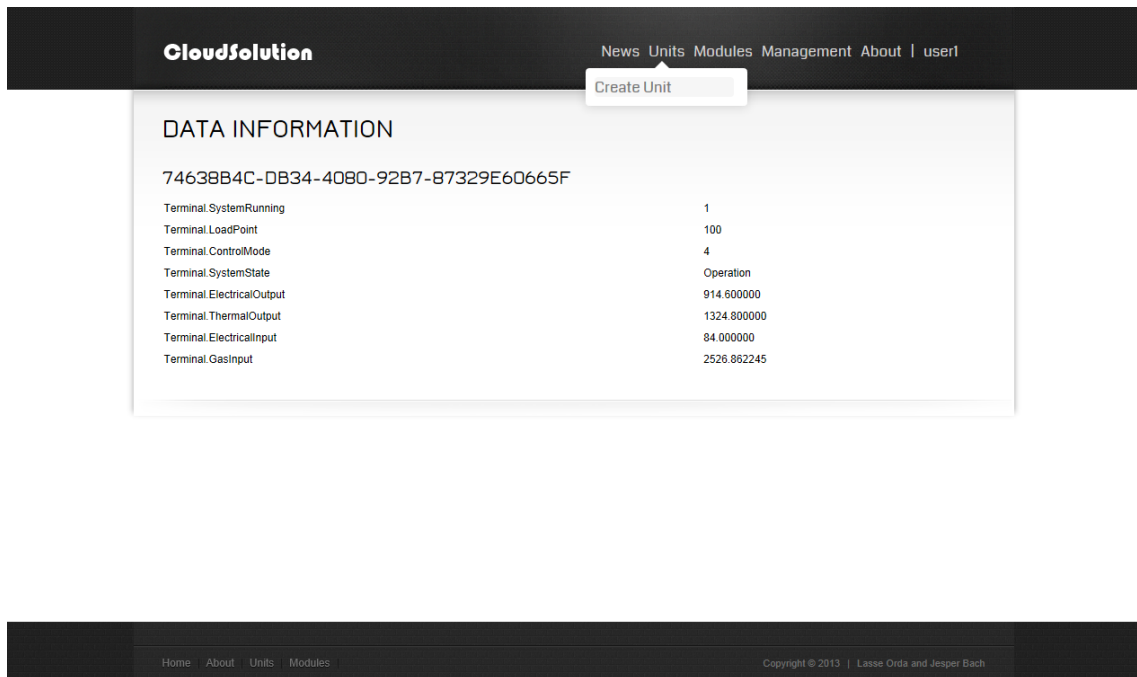 CloudSolution
News Units Modules Management About | user1
Create Unit
DATA INFORMATION
74638B4C-DB34-4080-92B7-87329E60665F
Terminal.SystemRunning 1
Terminal.LoadPoint 100
Terminal.ControlMode 4
Terminal.SystemState Operation
Terminal.ElectricalOutput 914.600000
Terminal.ThermalOutput 1324.800000
Terminal.ElectricalInput 84.000000
Terminal.GasInput 2526.862245
Home | About | Units | Modules | Copyright © 2013 | Lasse Orda and Jesper Bach